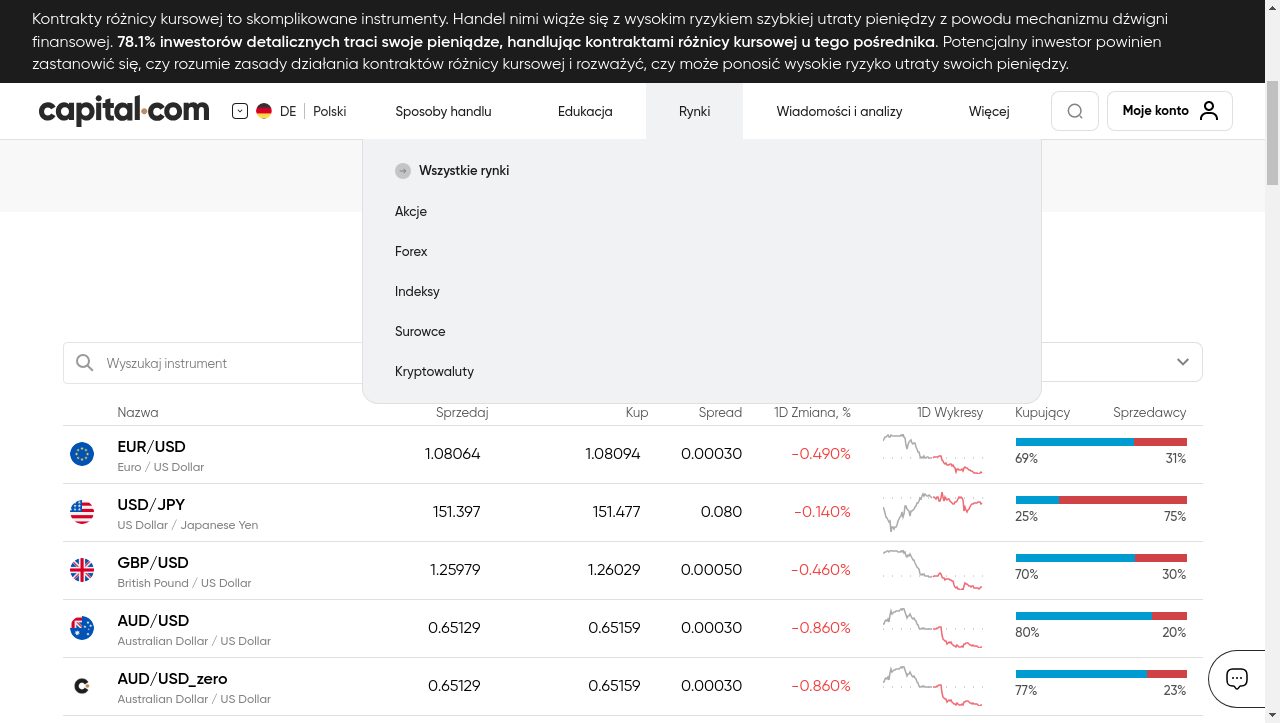 Kontrakty różnicy kursowej to skomplikowane instrumenty. Handel nimi wiąże się z wysokim ryzykiem szybkiej utraty pieniędzy z powodu mechanizmu dźwigni
finansowej. 78.1% inwestorów detalicznych traci swoje pieniądze, handlując kontraktami różnicy kursowej u tego pośrednika. Potencjalny inwestor powinien
zastanowić się, czy rozumie zasady działania kontraktów różnicy kursowej i rozważyć, czy może ponosić wysokie ryzyko utraty swoich pieniędzy.
capital.com DE Polski Sposoby handlu Edukacja Rynki Wiadomości i analizy Więcej Moje konto
Wszystkie rynki
Akcje
Forex
Indeksy
Surowce
Kryptowaluty
Wyszukaj instrument
Nazwa Sprzedaj Kup Spread 1D Zmiana, % 1D Wykresy Kupujący Sprzedawcy
EUR/USD 1.08064 1.08094 0.00030 -0.490%
Euro / US Dollar 69% 31%
USD/JPY 151.397 151.477 0.080 -0.140%
US Dollar / Japanese Yen 25% 75%
GBP/USD 1.25979 1.26029 0.00050 -0.460%
British Pound / US Dollar 70% 30%
AUD/USD 0.65129 0.65159 0.00030 -0.860%
Australian Dollar / US Dollar 80% 20%
AUD/USD_zero 0.65129 0.65159 0.00030 -0.860%
Australian Dollar / US Dollar 77% 23%